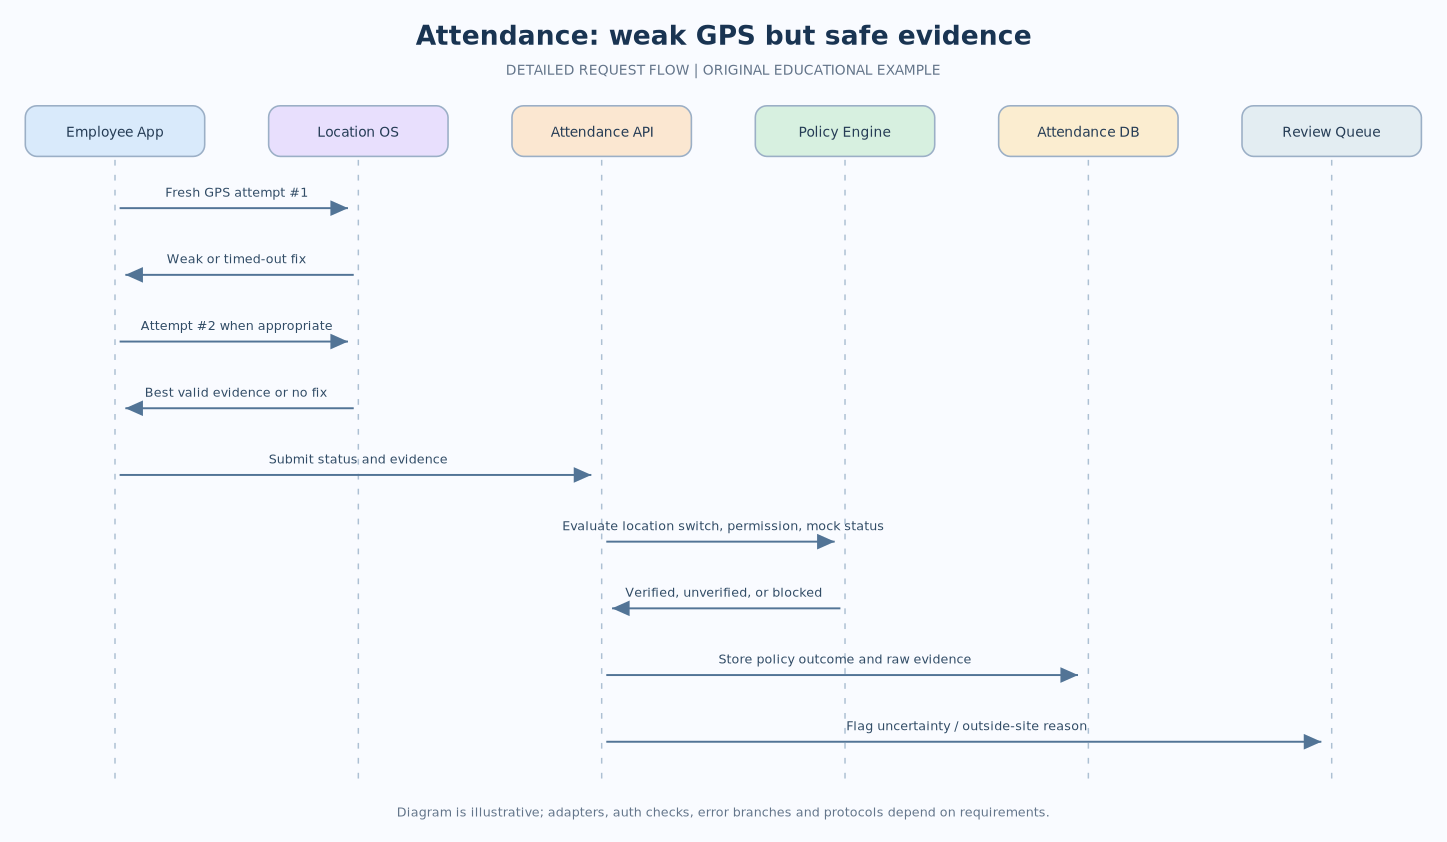 Attendance: weak GPS but safe evidence
DETAILED REQUEST FLOW | ORIGINAL EDUCATIONAL EXAMPLE
Employee App
Location OS
Attendance API
Policy Engine
Attendance DB
Review Queue
Fresh GPS attempt #1
Weak or timed-out fix
Attempt #2 when appropriate
Best valid evidence or no fix
Submit status and evidence
Evaluate location switch, permission, mock status
Verified, unverified, or blocked
Store policy outcome and raw evidence
Flag uncertainty / outside-site reason
Diagram is illustrative; adapters, auth checks, error branches and protocols depend on requirements.